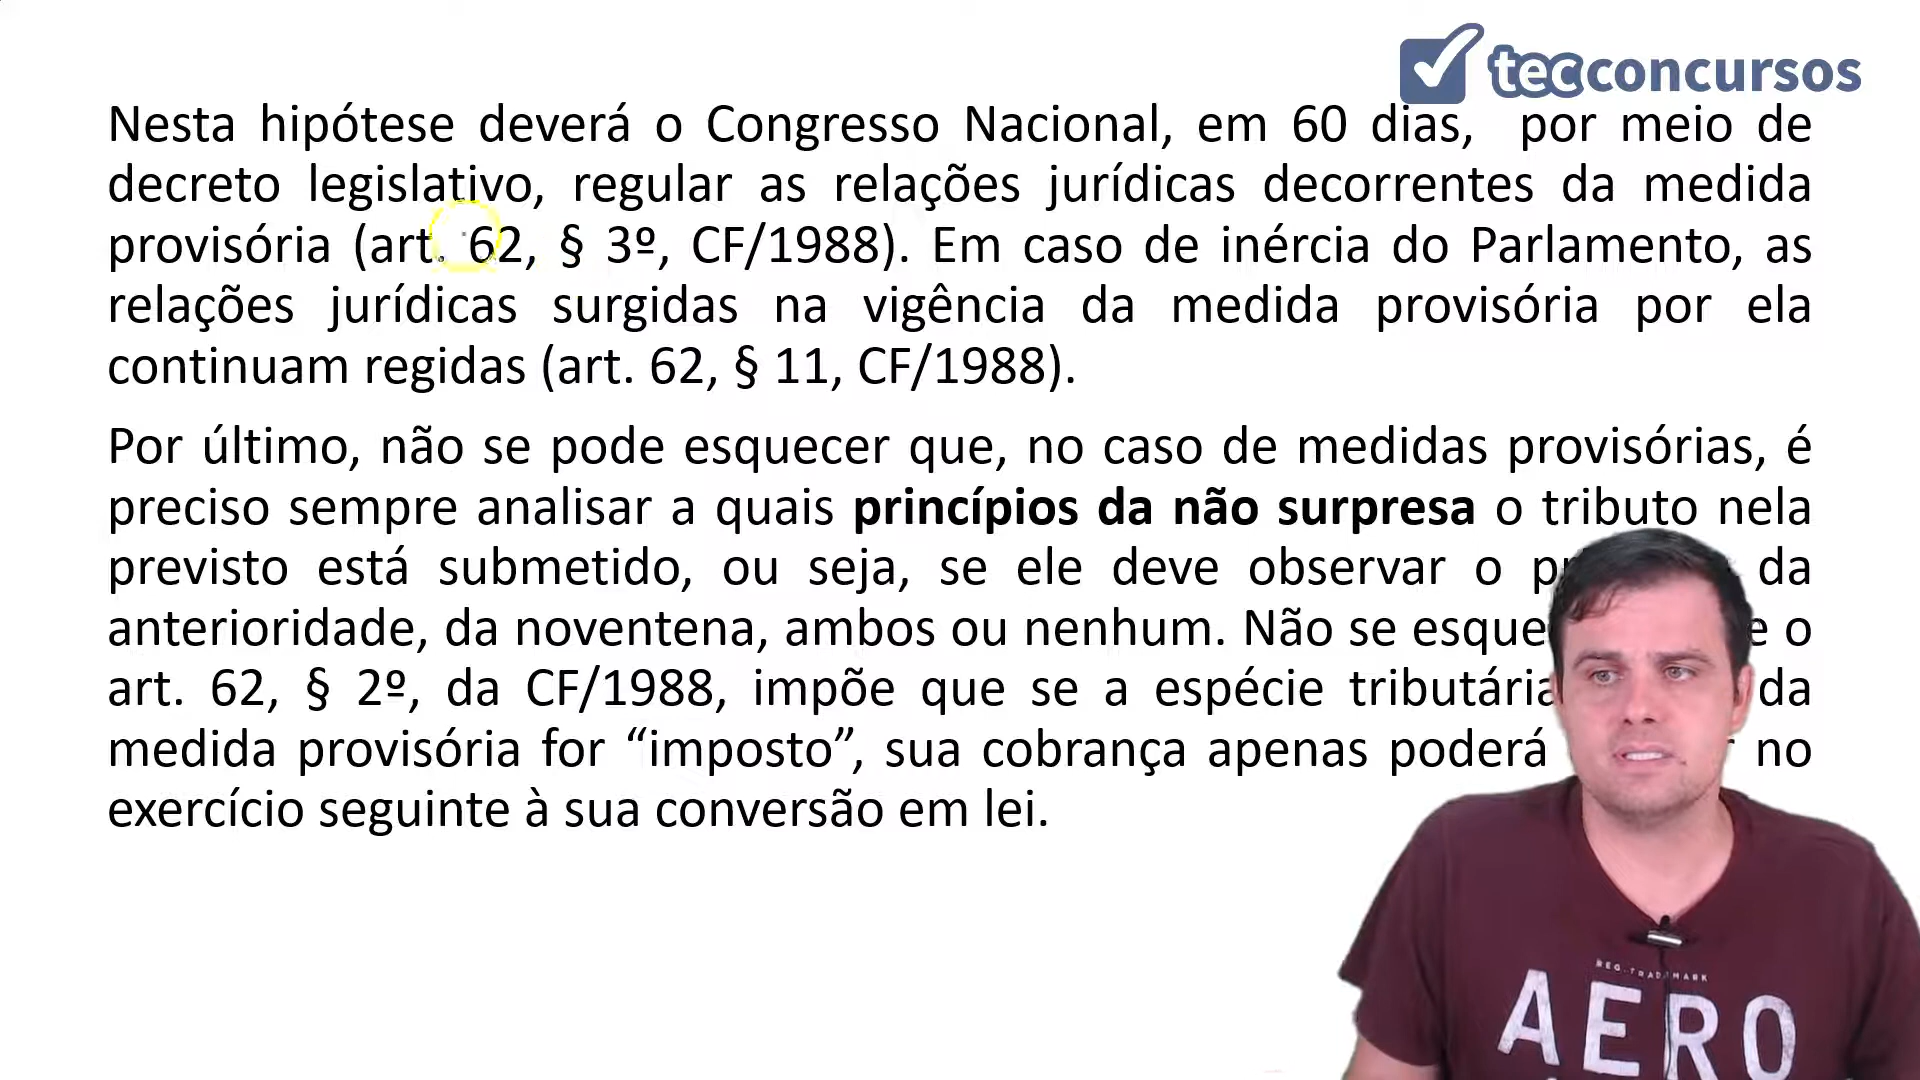 tecconcursos
Nesta hipótese deverá o Congresso Nacional, em 60 dias, por meio de
decreto legislativo, regular as relações jurídicas decorrentes da medida
provisória (art. 62, § 3º, CF/1988). Em caso de inércia do Parlamento, as
relações jurídicas surgidas na vigência da medida provisória por ela
continuam regidas (art. 62, § 11, CF/1988).
Por último, não se pode esquecer que, no caso de medidas provisórias, é
preciso sempre analisar a quais princípios da não surpresa o tributo nela
previsto está submetido, ou seja, se ele deve observar o da
anterioridade, da noventena, ambos ou nenhum. Não se o
art. 62, § 2º, da CF/1988, impõe que se a espécie tributária da
medida provisória for “imposto”, sua cobrança apenas poderá no
exercício seguinte à sua conversão em lei.
REG. TRADEMARK
AERO